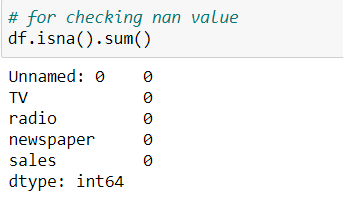 # for checking nan value
df.isna().sum()
Unnamed: 0    0
TV            0
radio         0
newspaper     0
sales         0
dtype: int64